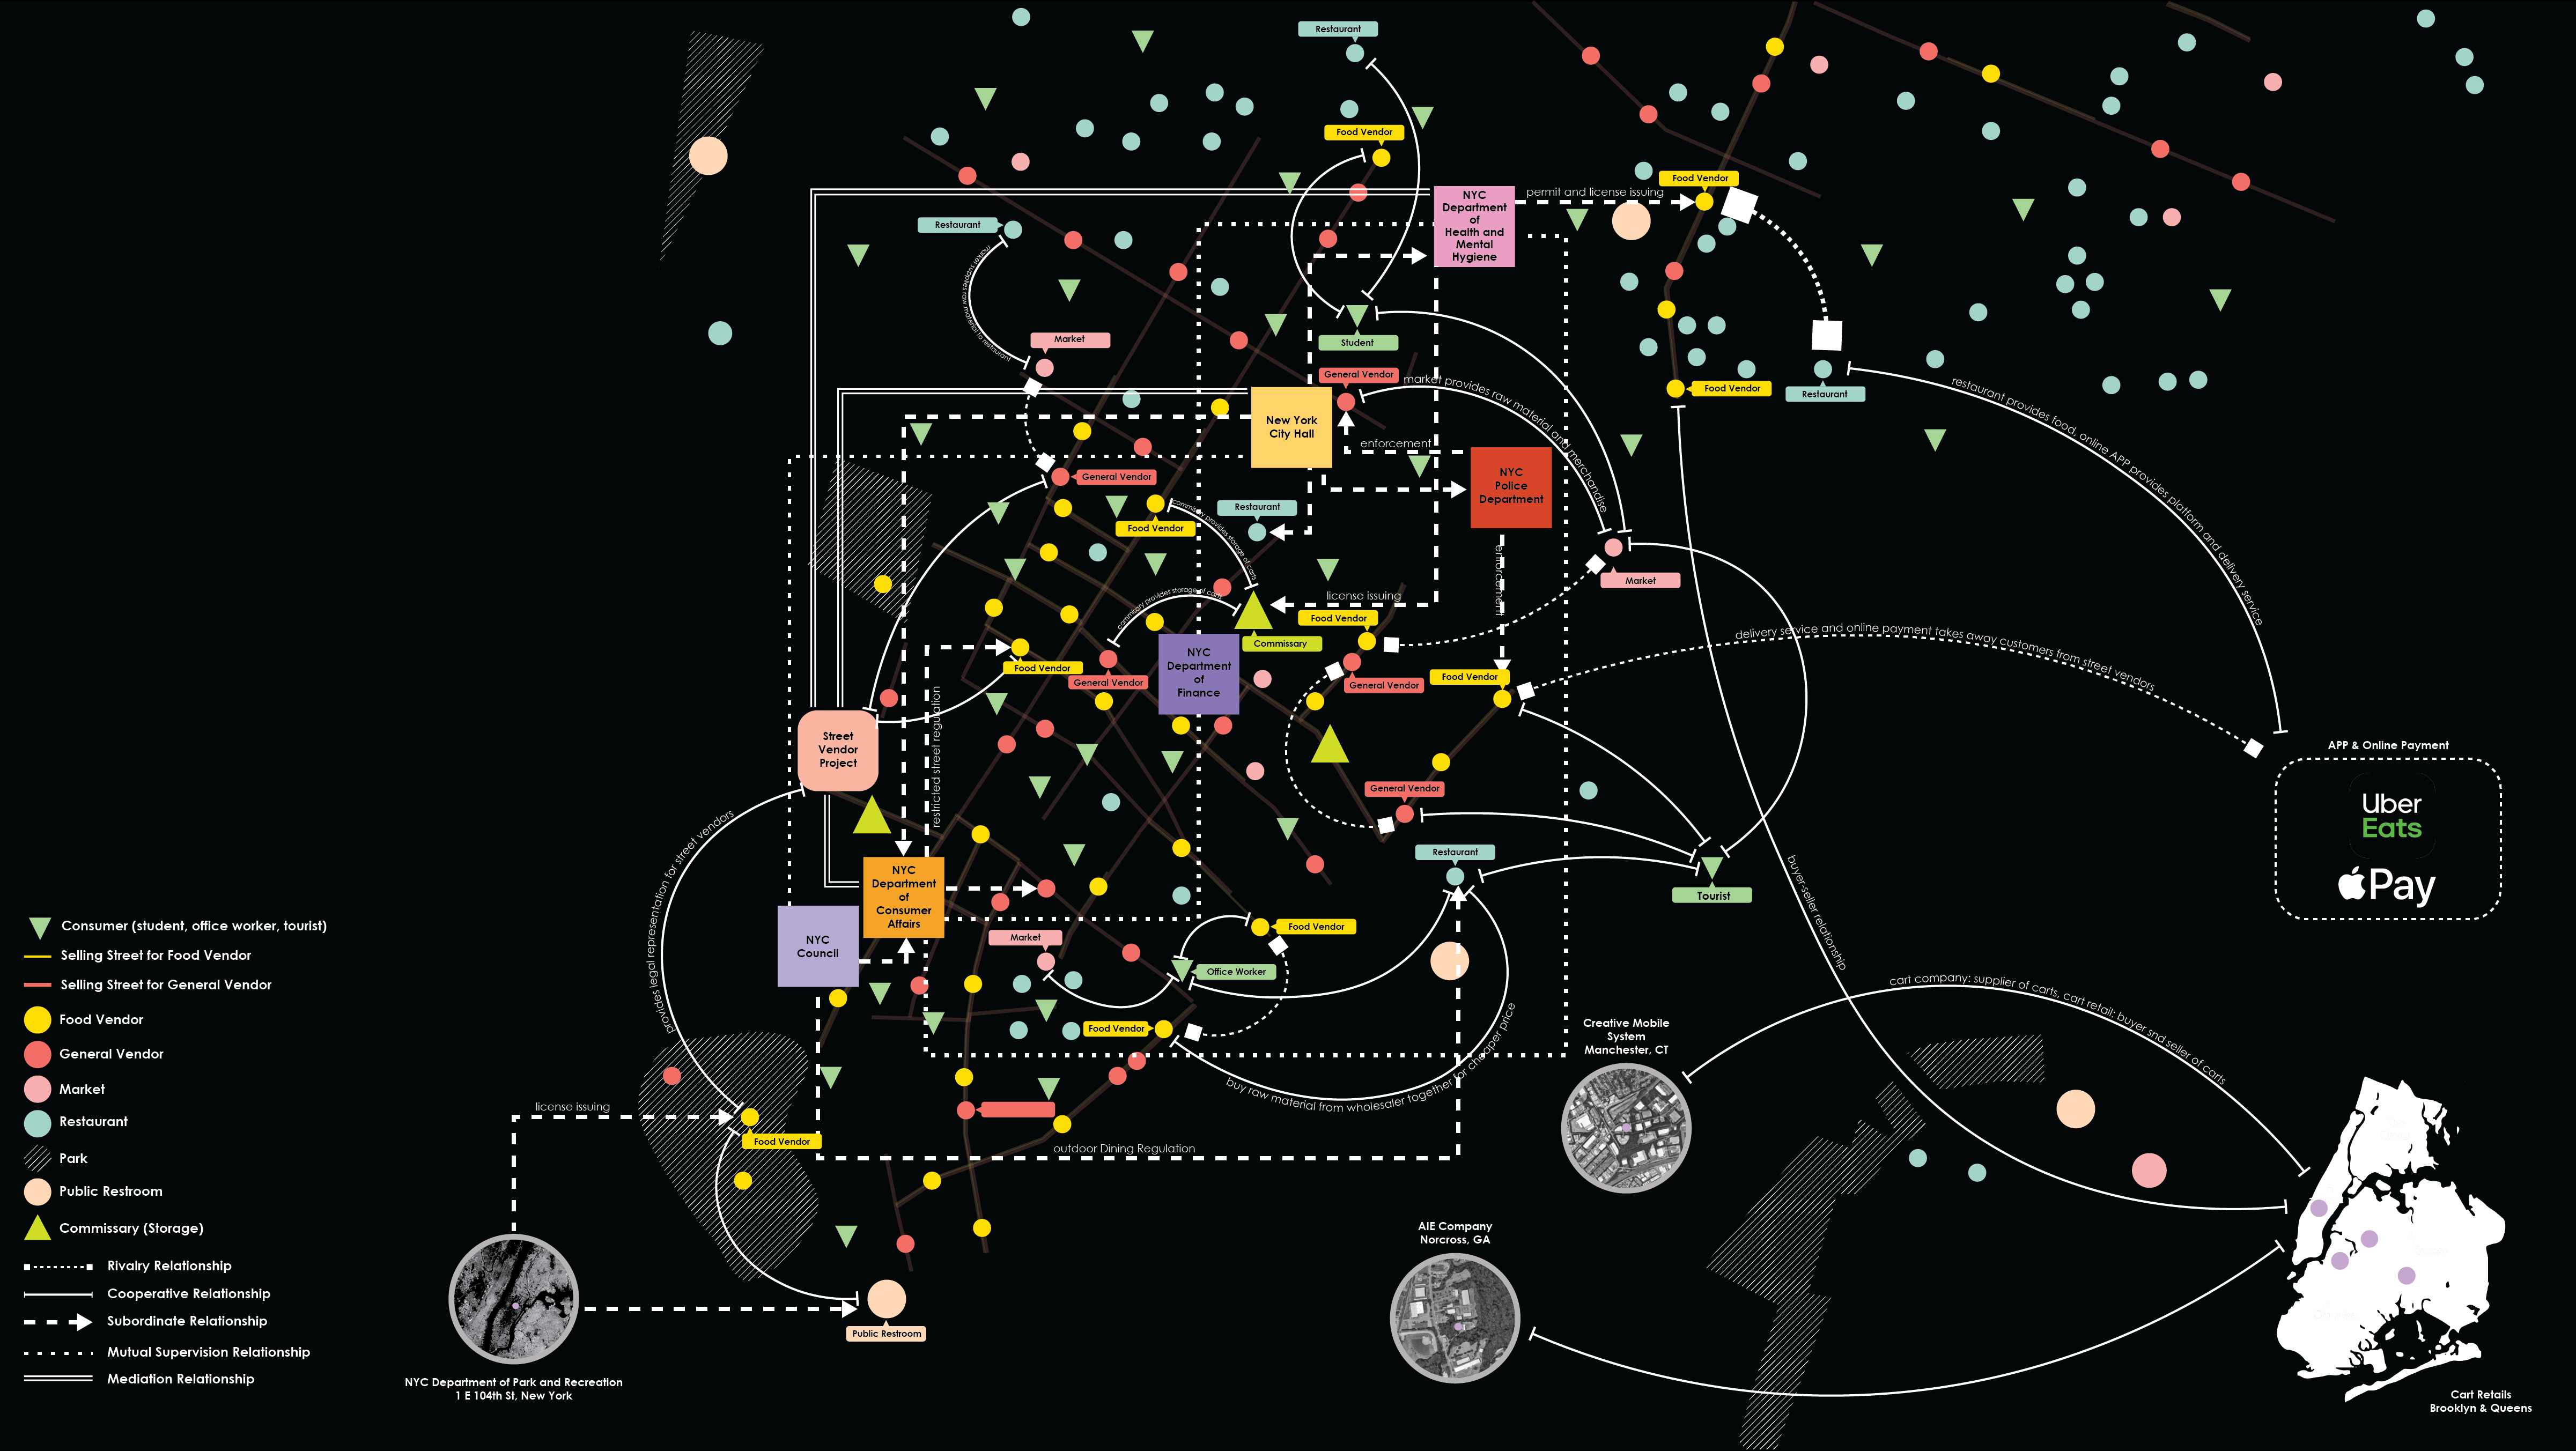 Restaurant
Food Vendor
NYC
Department
of
Health and
Mental
Hygiene
permit and license issuing
Food Vendor
Restaurant
market supplies raw material to restaurant
Market
Student
General Vendor
market provides raw material and merchandise
New York
City Hall
enforcement
Food Vendor
Restaurant
restaurant provides food, online APP provides platform and delivery service
General Vendor
NYC
Police
Department
Food Vendor
commisary provides storage of carts
Restaurant
enforcement
Market
commisary provides storage of carts
license issuing
Food Vendor
Commissary
delivery service and online payment takes away customers from street vendors
Food Vendor
General Vendor
NYC
Department
of
Finance
General Vendor
Food Vendor
restricted street reguation
Street
Vendor
Project
APP & Online Payment
Uber
Eats
Pay
General Vendor
Restaurant
Tourist
buyer-seller relationship
provides legal representation for street vendors
NYC
Department
of
Consumer
Affairs
NYC
Council
Market
Food Vendor
Office Worker
Food Vendor
buy raw material from wholesaler together for cheaper price
cart company: supplier of carts, cart retail: buyer snd seller of carts
Creative Mobile
System
Manchester, CT
license issuing
Food Vendor
outdoor Dining Regulation
AIE Company
Norcross, GA
Public Restroom
NYC Department of Park and Recreation
1 E 104th St, New York
Cart Retails
Brooklyn & Queens
Consumer (student, office worker, tourist)
Selling Street for Food Vendor
Selling Street for General Vendor
Food Vendor
General Vendor
Market
Restaurant
Park
Public Restroom
Commissary (Storage)
Rivalry Relationship
Cooperative Relationship
Subordinate Relationship
Mutual Supervision Relationship
Mediation Relationship